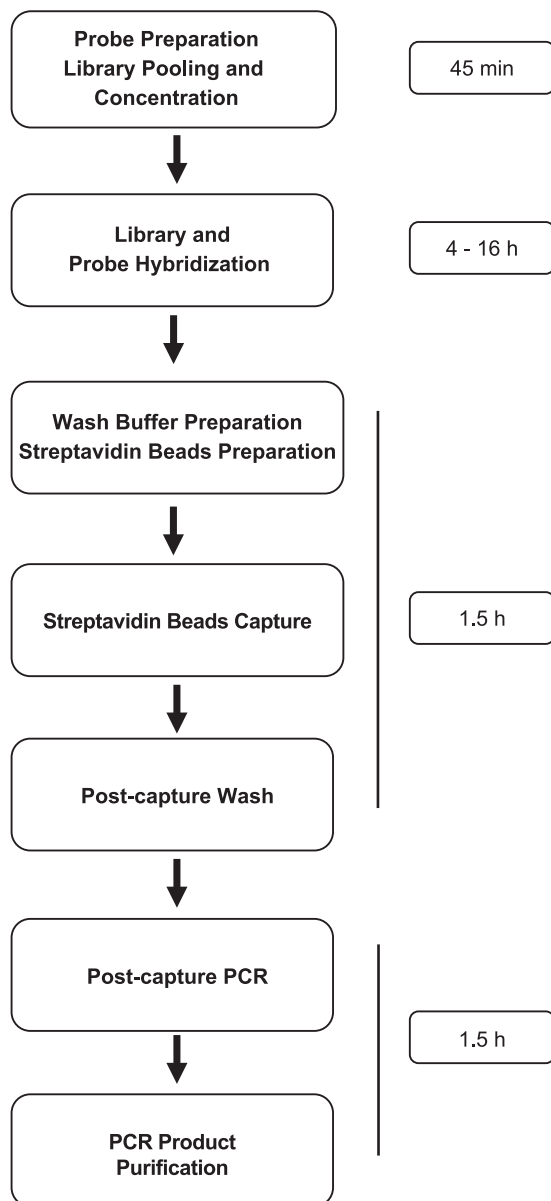 Probe Preparation
Library Pooling and
Concentration
45 min
Library and
Probe Hybridization
4 - 16 h
Wash Buffer Preparation
Streptavidin Beads Preparation
Streptavidin Beads Capture
1.5 h
Post-capture Wash
Post-capture PCR
1.5 h
PCR Product
Purification